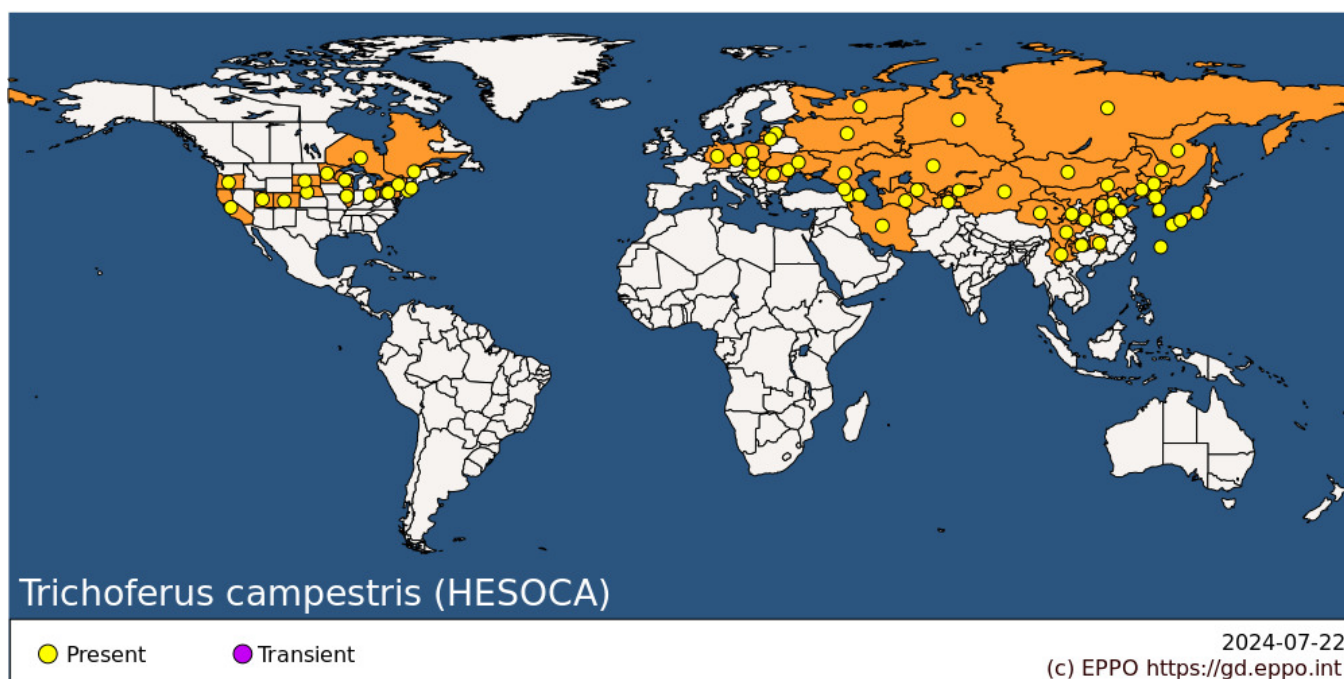 Trichoferus campestris (HESOCA)
Present
Transient
2024-07-22
(c) EPPO https://gd.eppo.int